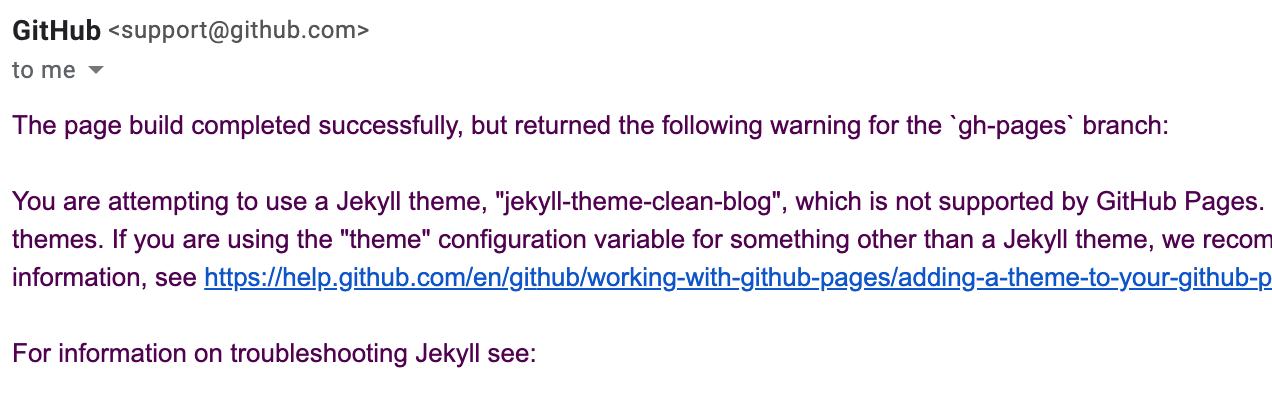 GitHub <support@github.com>
to me
The page build completed successfully, but returned the following warning for the `gh-pages` branch:
You are attempting to use a Jekyll theme, "jekyll-theme-clean-blog", which is not supported by GitHub Pages.
themes. If you are using the "theme" configuration variable for something other than a Jekyll theme, we recom
information, see https://help.github.com/en/github/working-with-github-pages/adding-a-theme-to-your-github-p
For information on troubleshooting Jekyll see: